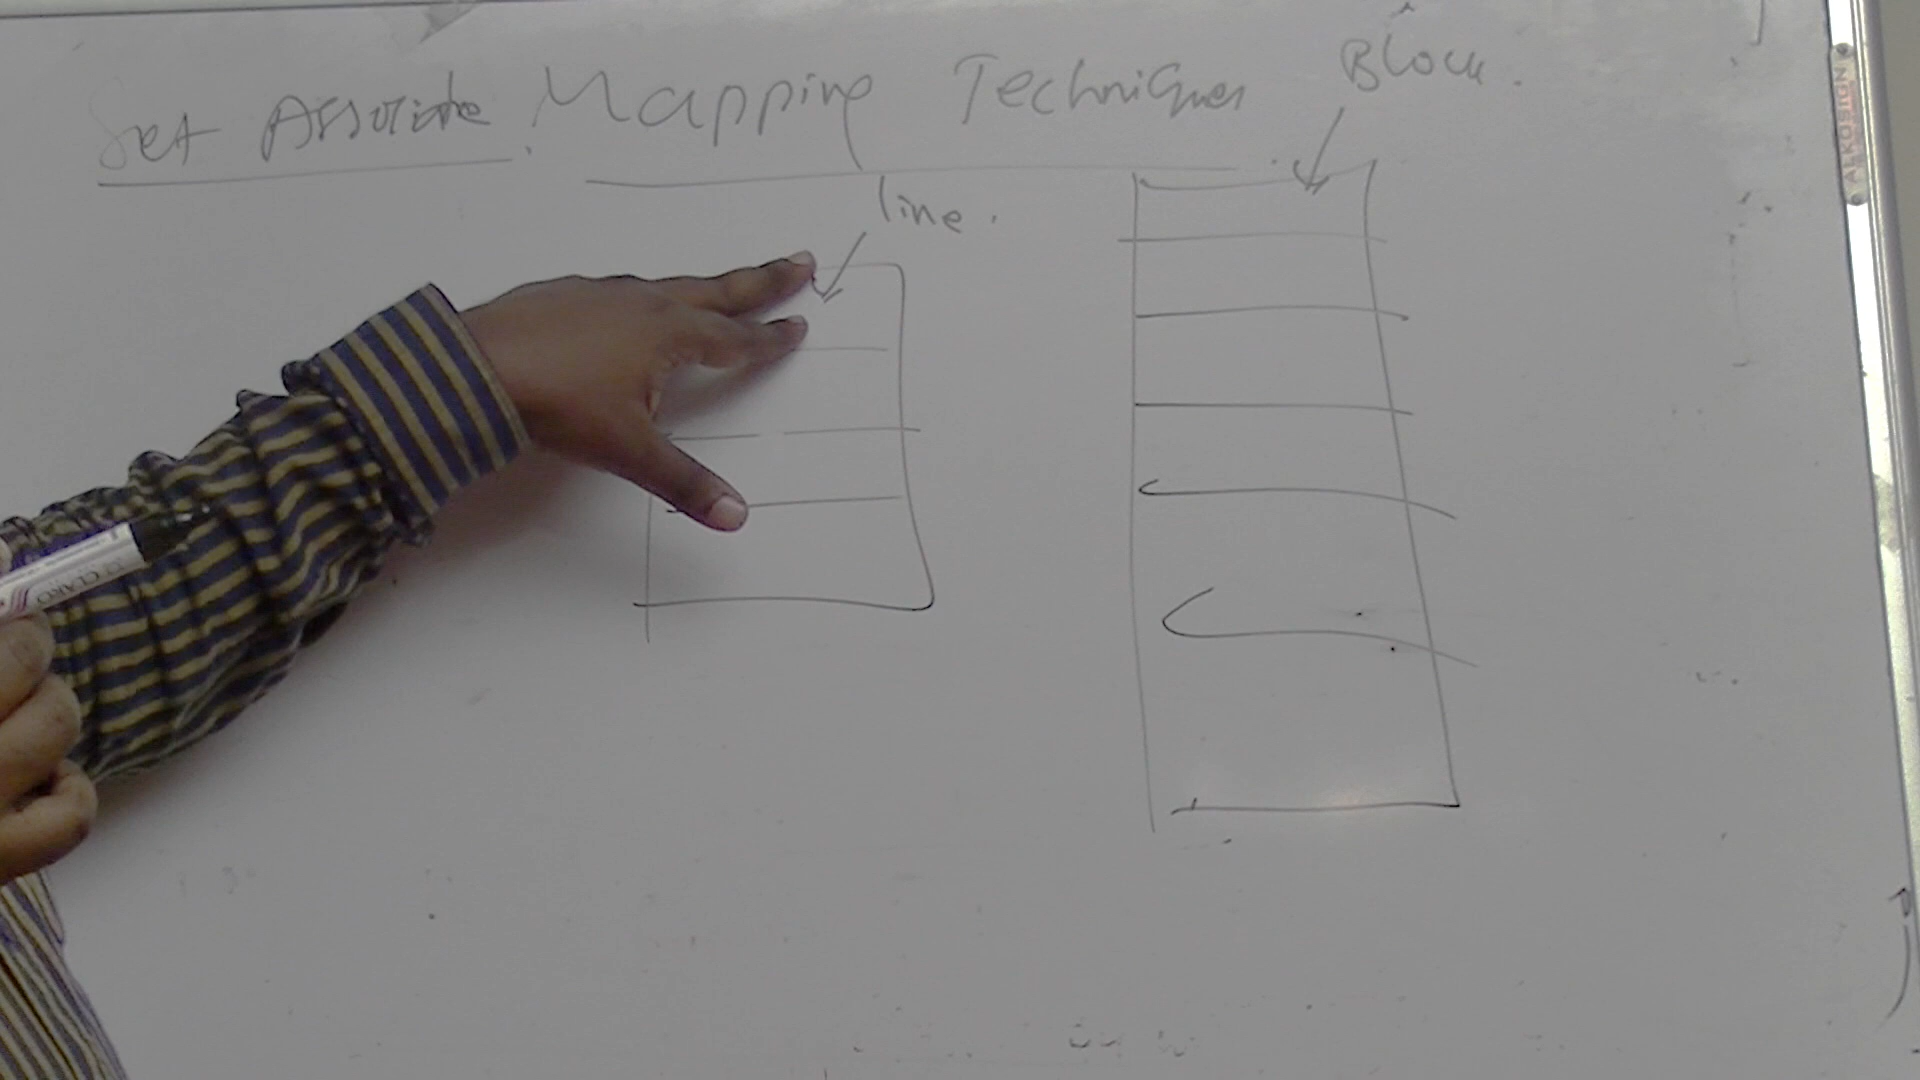 Set Associate Mapping Techniques
Block.
line.